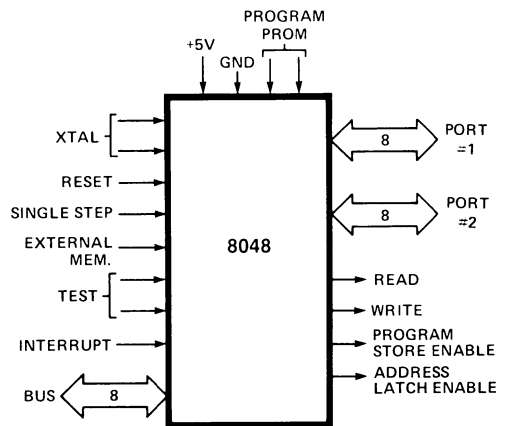 PROGRAM
PROM
+5V
GND
XTAL
RESET
SINGLE STEP
EXTERNAL
MEM.
TEST
INTERRUPT
BUS
8
8048
8
PORT
#1
8
PORT
#2
READ
WRITE
PROGRAM
STORE ENABLE
ADDRESS
LATCH ENABLE